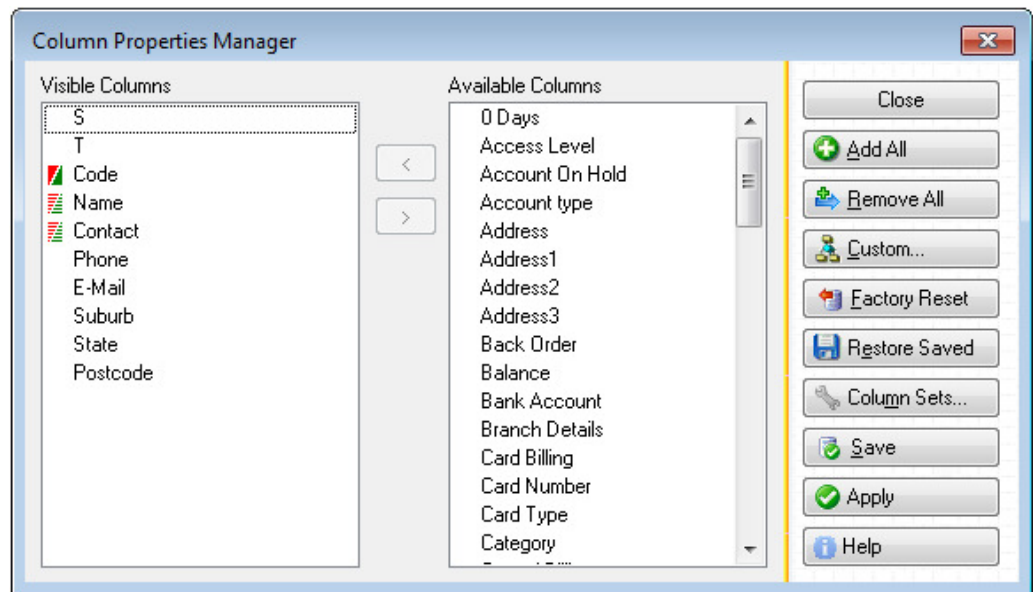 Column Properties Manager
Visible Columns
S
T
Code
Name
Contact
Phone
E-Mail
Suburb
State
Postcode
<
>
Available Columns
0 Days
Access Level
Account On Hold
Account type
Address
Address1
Address2
Address3
Back Order
Balance
Bank Account
Branch Details
Card Billing
Card Number
Card Type
Category
Close
Add All
Remove All
Custom...
Factory Reset
Restore Saved
Column Sets...
Save
Apply
Help